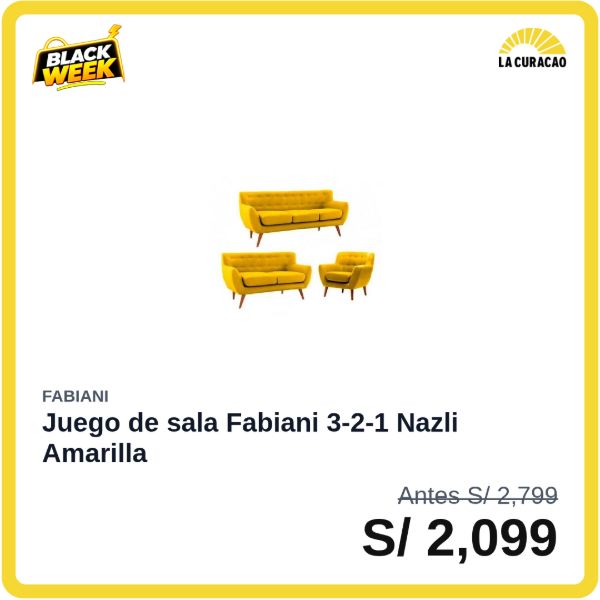 BLACK
WEEK
LA CURACAO
FABIANI
Juego de sala Fabiani 3-2-1 Nazli
Amarilla
Antes S/ 2,799
S/ 2,099